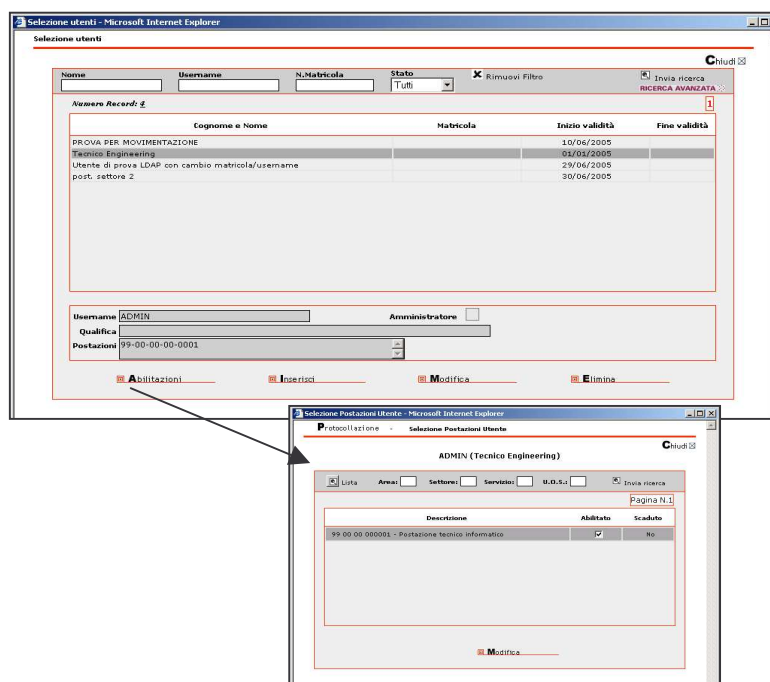 Selezione utenti - Microsoft Internet Explorer
Selezione utenti
Chiudi
Nome Username N.Matricola Stato Rimuovi Filtro Invia ricerca
Tutti
RICERCA AVANZATA
Numero Record: 4 1
Cognome e Nome Matricola Inizio validità Fine validità
PROVA PER MOVIMENTAZIONE 10/06/2005
Tecnico Engineering 01/01/2005
Utente di prova LDAP con cambio matricola/username 29/06/2005
post. settore 2 30/06/2005
Username ADMIN Amministratore
Qualifica
Postazioni 99-00-00-00-0001
Abilitazioni Inserisci Modifica Elimina
Selezione Postazioni Utente - Microsoft Internet Explorer
Protocollazione - Selezione Postazioni Utente
Chiudi
ADMIN (Tecnico Engineering)
Lista Area: Settore: Servizio: U.O.S.: Invia ricerca
Pagina N.1
Descrizione Abilitato Scaduto
99 00 00 000001 - Postazione tecnico informatico No
Modifica